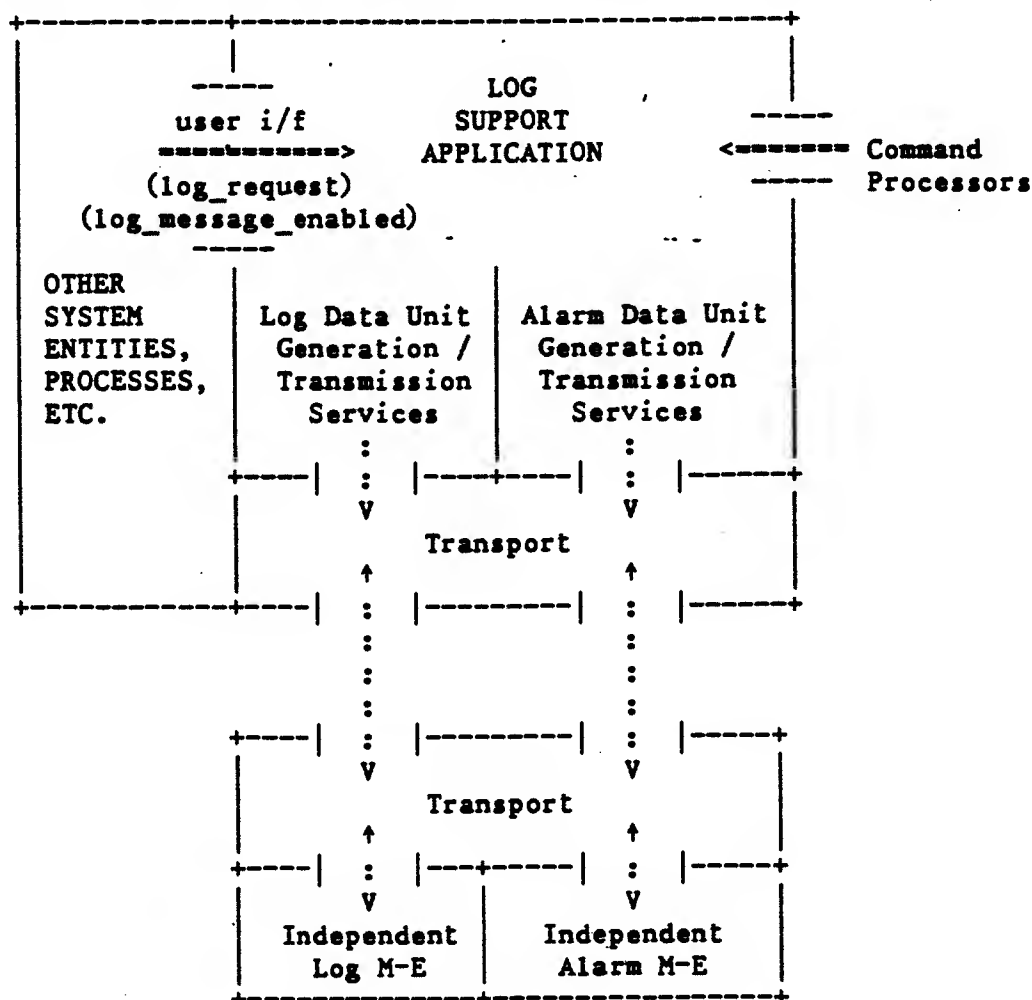 LOG
user i/f SUPPORT
APPLICATION Command
(log_request) Processors
(log_message_enabled)
OTHER
SYSTEM Log Data Unit Alarm Data Unit
ENTITIES, Generation / Generation /
PROCESSES, Transmission Transmission
ETC. Services Services
Transport
Transport
Independent Independent
Log M-E Alarm M-E